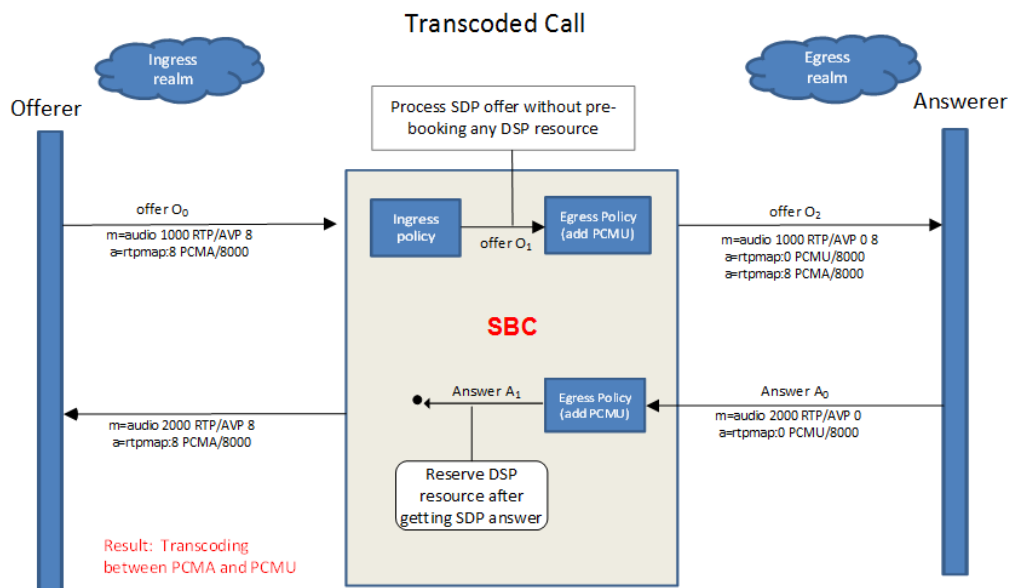 Transcoded Call
Ingress
realm
Egress
realm
Offerer
Answerer
Process SDP offer without pre-
booking any DSP resource
offer O0
m=audio 1000 RTP/AVP 8
a=rtpmap:8 PCMA/8000
Ingress
policy
offer O1
Egress Policy
(add PCMU)
offer O2
m=audio 1000 RTP/AVP 0 8
a=rtpmap:0 PCMU/8000
a=rtpmap:8 PCMA/8000
SBC
m=audio 2000 RTP/AVP 8
a=rtpmap:8 PCMA/8000
Answer A1
Egress Policy
(add PCMU)
Answer A0
m=audio 2000 RTP/AVP 0
a=rtpmap:0 PCMU/8000
Reserve DSP
resource after
getting SDP answer
Result: Transcoding
between PCMA and PCMU